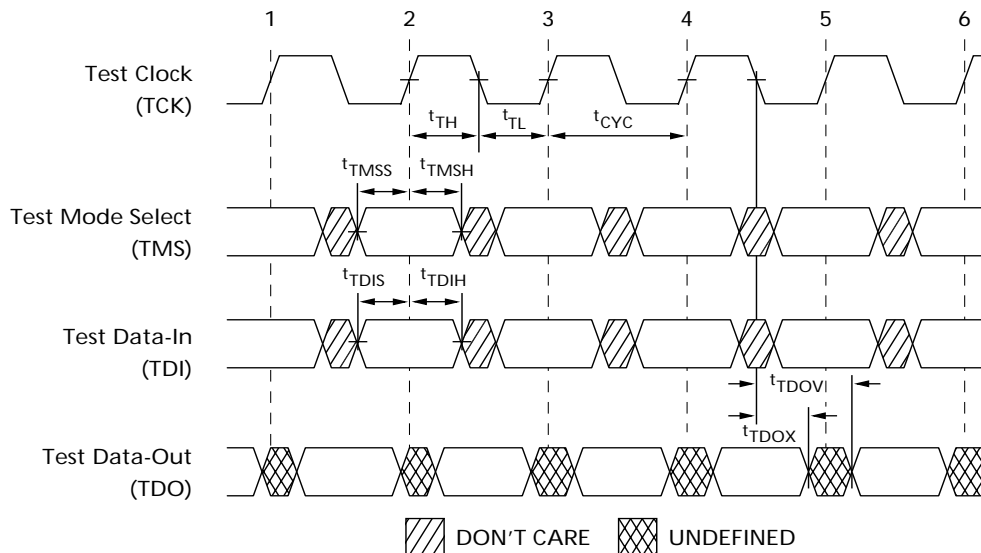 1 2 3 4 5 6
Test Clock
(TCK)
tTH tTL tCYC
tTMSS tTMSH
Test Mode Select
(TMS)
tTDIS tTDIH
Test Data-In
(TDI)
tTDOV
tTDOX
Test Data-Out
(TDO)
DON'T CARE UNDEFINED